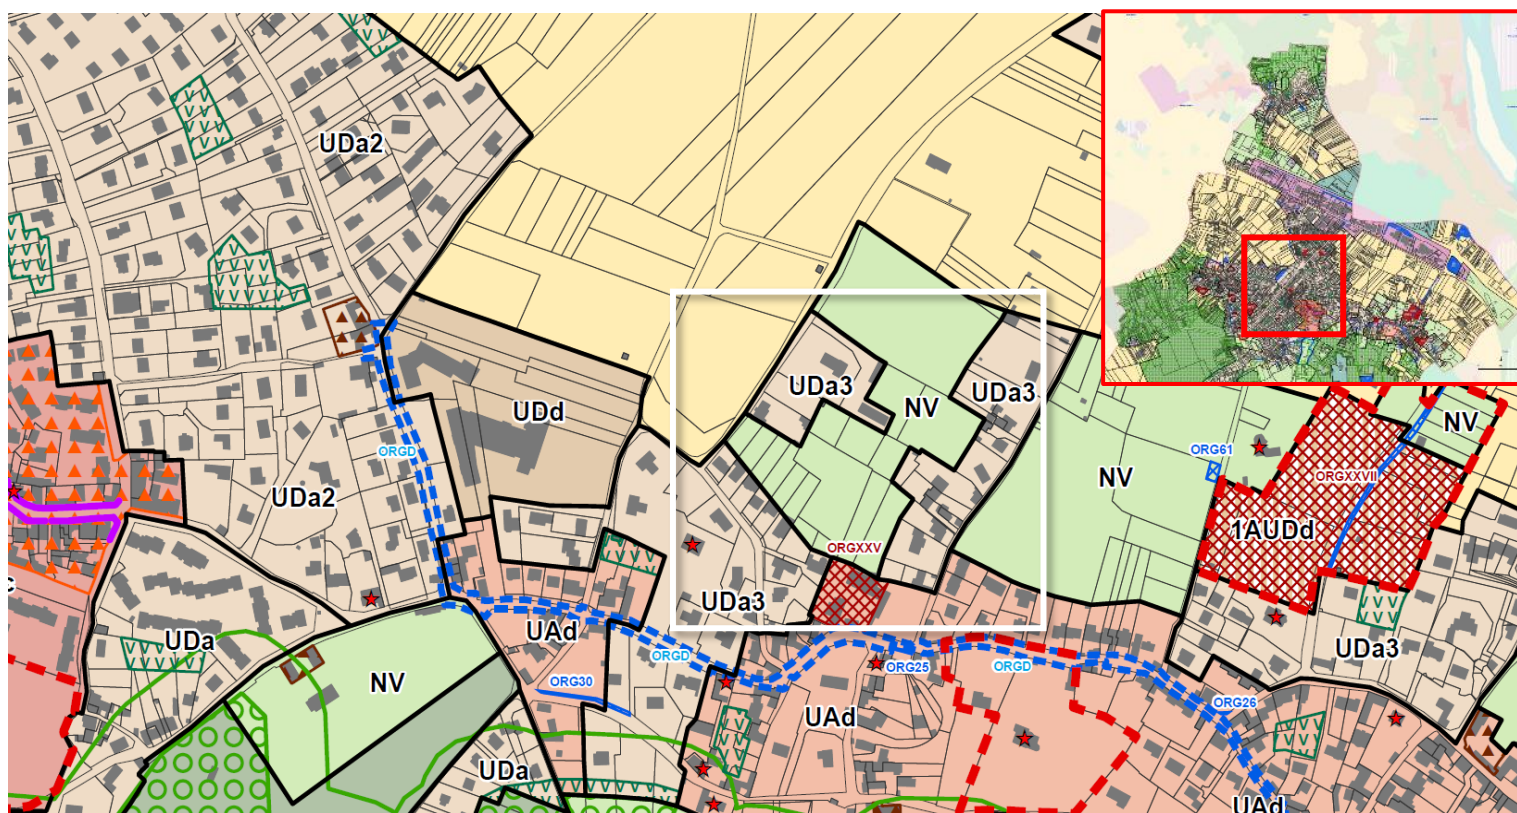 UDa2
UDa3
UDa3
NV
UDd
NV
ORGD
ORG61
NV
ORGXXVII
UDa2
1AUDd
ORGXXV
UDa3
UDa
UAd
UDa3
ORGD
ORG25
ORGD
NV
ORG30
ORG26
UAd
UDa
UAd